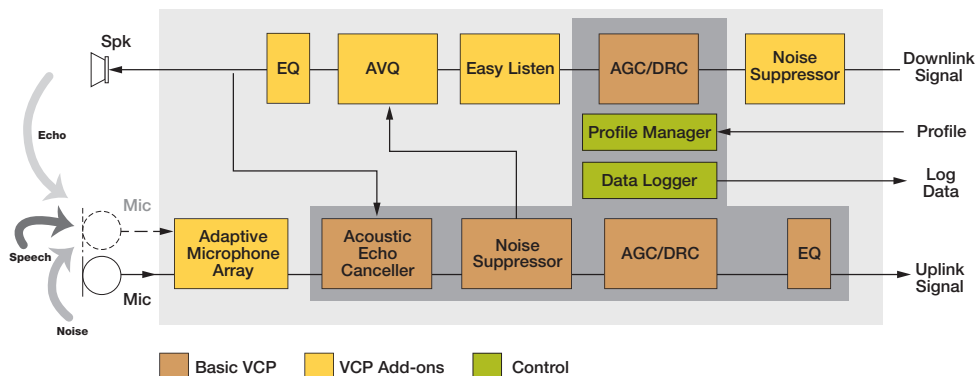 Spk
EQ
AVQ
Easy Listen
AGC/DRC
Noise
Suppressor
Downlink
Signal
Echo
Profile Manager
Profile
Data Logger
Log
Data
Mic
Speech
Adaptive
Microphone
Array
Acoustic
Echo
Canceller
Noise
Suppressor
AGC/DRC
EQ
Uplink
Signal
Mic
Noise
Basic VCP
VCP Add-ons
Control